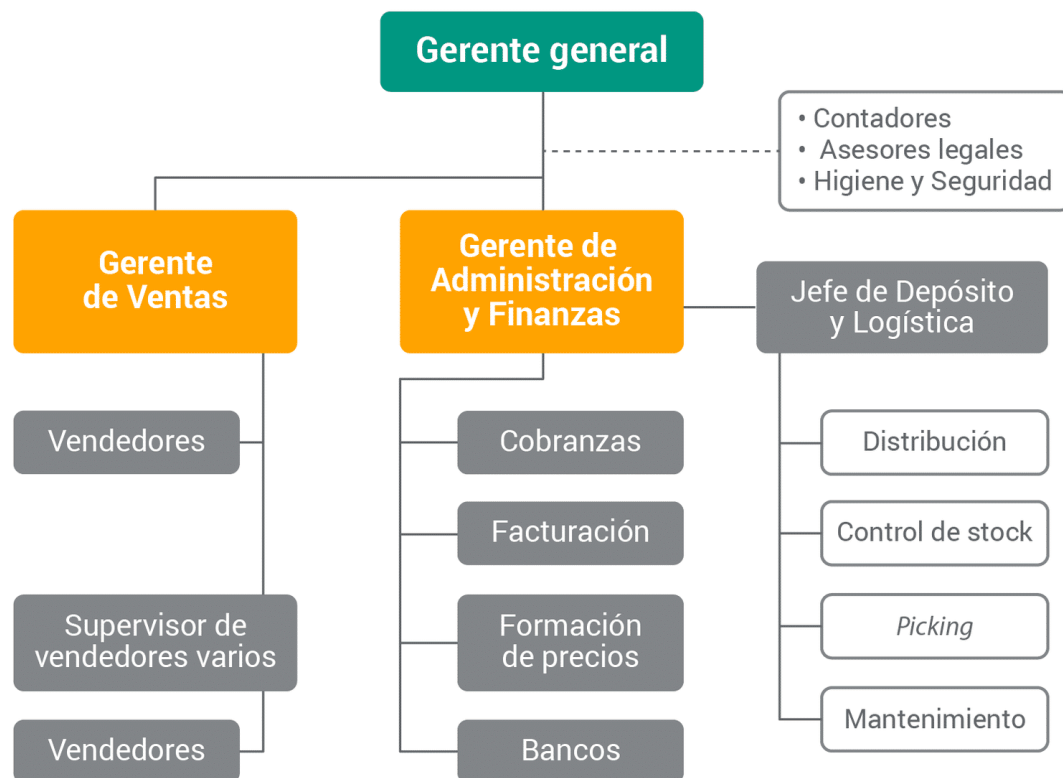 Gerente general
• Contadores
• Asesores legales
• Higiene y Seguridad
Gerente
de Ventas
Gerente de
Administración
y Finanzas
Jefe de Depósito
y Logística
Vendedores
Supervisor de
vendedores varios
Vendedores
Cobranzas
Facturación
Formación
de precios
Bancos
Distribución
Control de stock
Picking
Mantenimiento